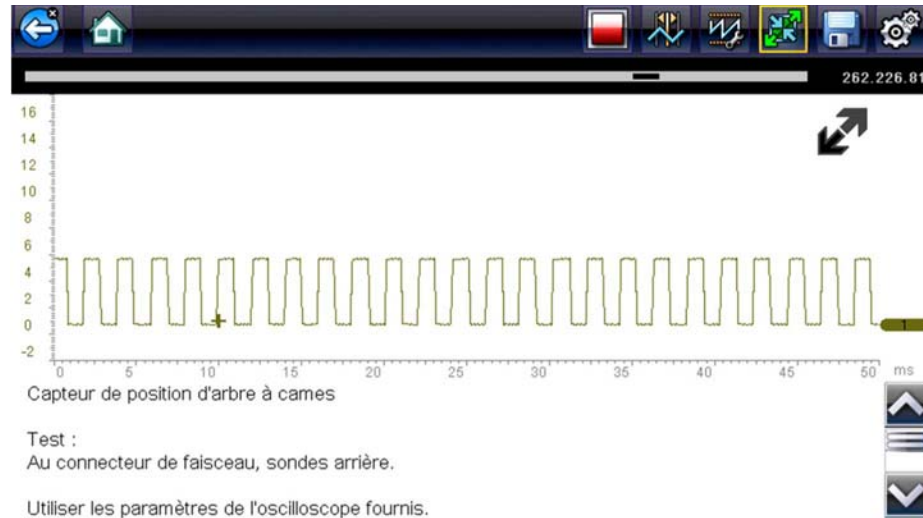 262.226.81
16
14
12
10
8
6
4
2
0
-2
0 5 10 15 20 25 30 35 40 45 50 ms
1
Capteur de position d'arbre à cames
Test :
Au connecteur de faisceau, sondes arrière.
Utiliser les paramètres de l'oscilloscope fournis.